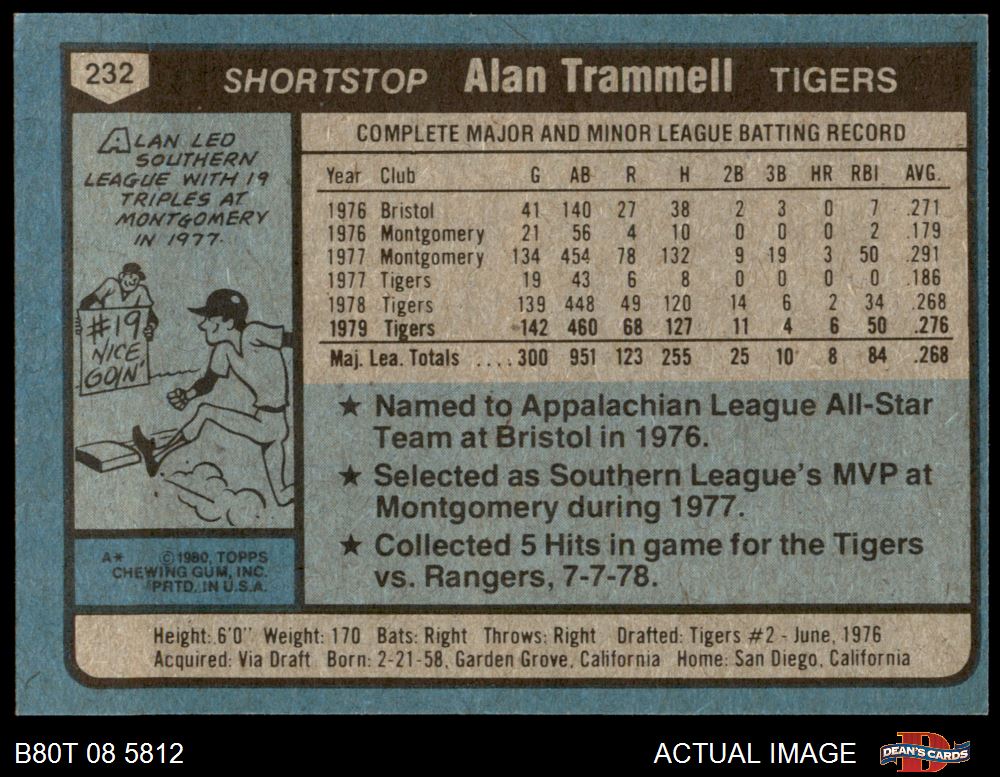 232
SHORTSTOP Alan Trammell TIGERS
ALAN LED
SOUTHERN
LEAGUE WITH 19
TRIPLES AT
MONTGOMERY
IN 1977.
#19
NICE
GOIN'
A* ©1980, TOPPS
CHEWING GUM, INC.
PRTD. IN U.S.A.
COMPLETE MAJOR AND MINOR LEAGUE BATTING RECORD
Year Club G AB R H 2B 3B HR RBI AVG.
1976 Bristol 41 140 27 38 2 3 0 7 .271
1976 Montgomery 21 56 4 10 0 0 0 2 .179
1977 Montgomery 134 454 78 132 9 19 3 50 .291
1977 Tigers 19 43 6 8 0 0 0 0 .186
1978 Tigers 139 448 49 120 14 6 2 34 .268
1979 Tigers 142 460 68 127 11 4 6 50 .276
Maj. Lea. Totals ....300 951 123 255 25 10 8 84 .268
★ Named to Appalachian League All-Star
Team at Bristol in 1976.
★ Selected as Southern League's MVP at
Montgomery during 1977.
★ Collected 5 Hits in game for the Tigers
vs. Rangers, 7-7-78.
Height: 6'0" Weight: 170 Bats: Right Throws: Right Drafted: Tigers #2 - June, 1976
Acquired: Via Draft Born: 2-21-58, Garden Grove, California Home: San Diego, California
B80T 08 5812 ACTUAL IMAGE DEAN'S CARDS